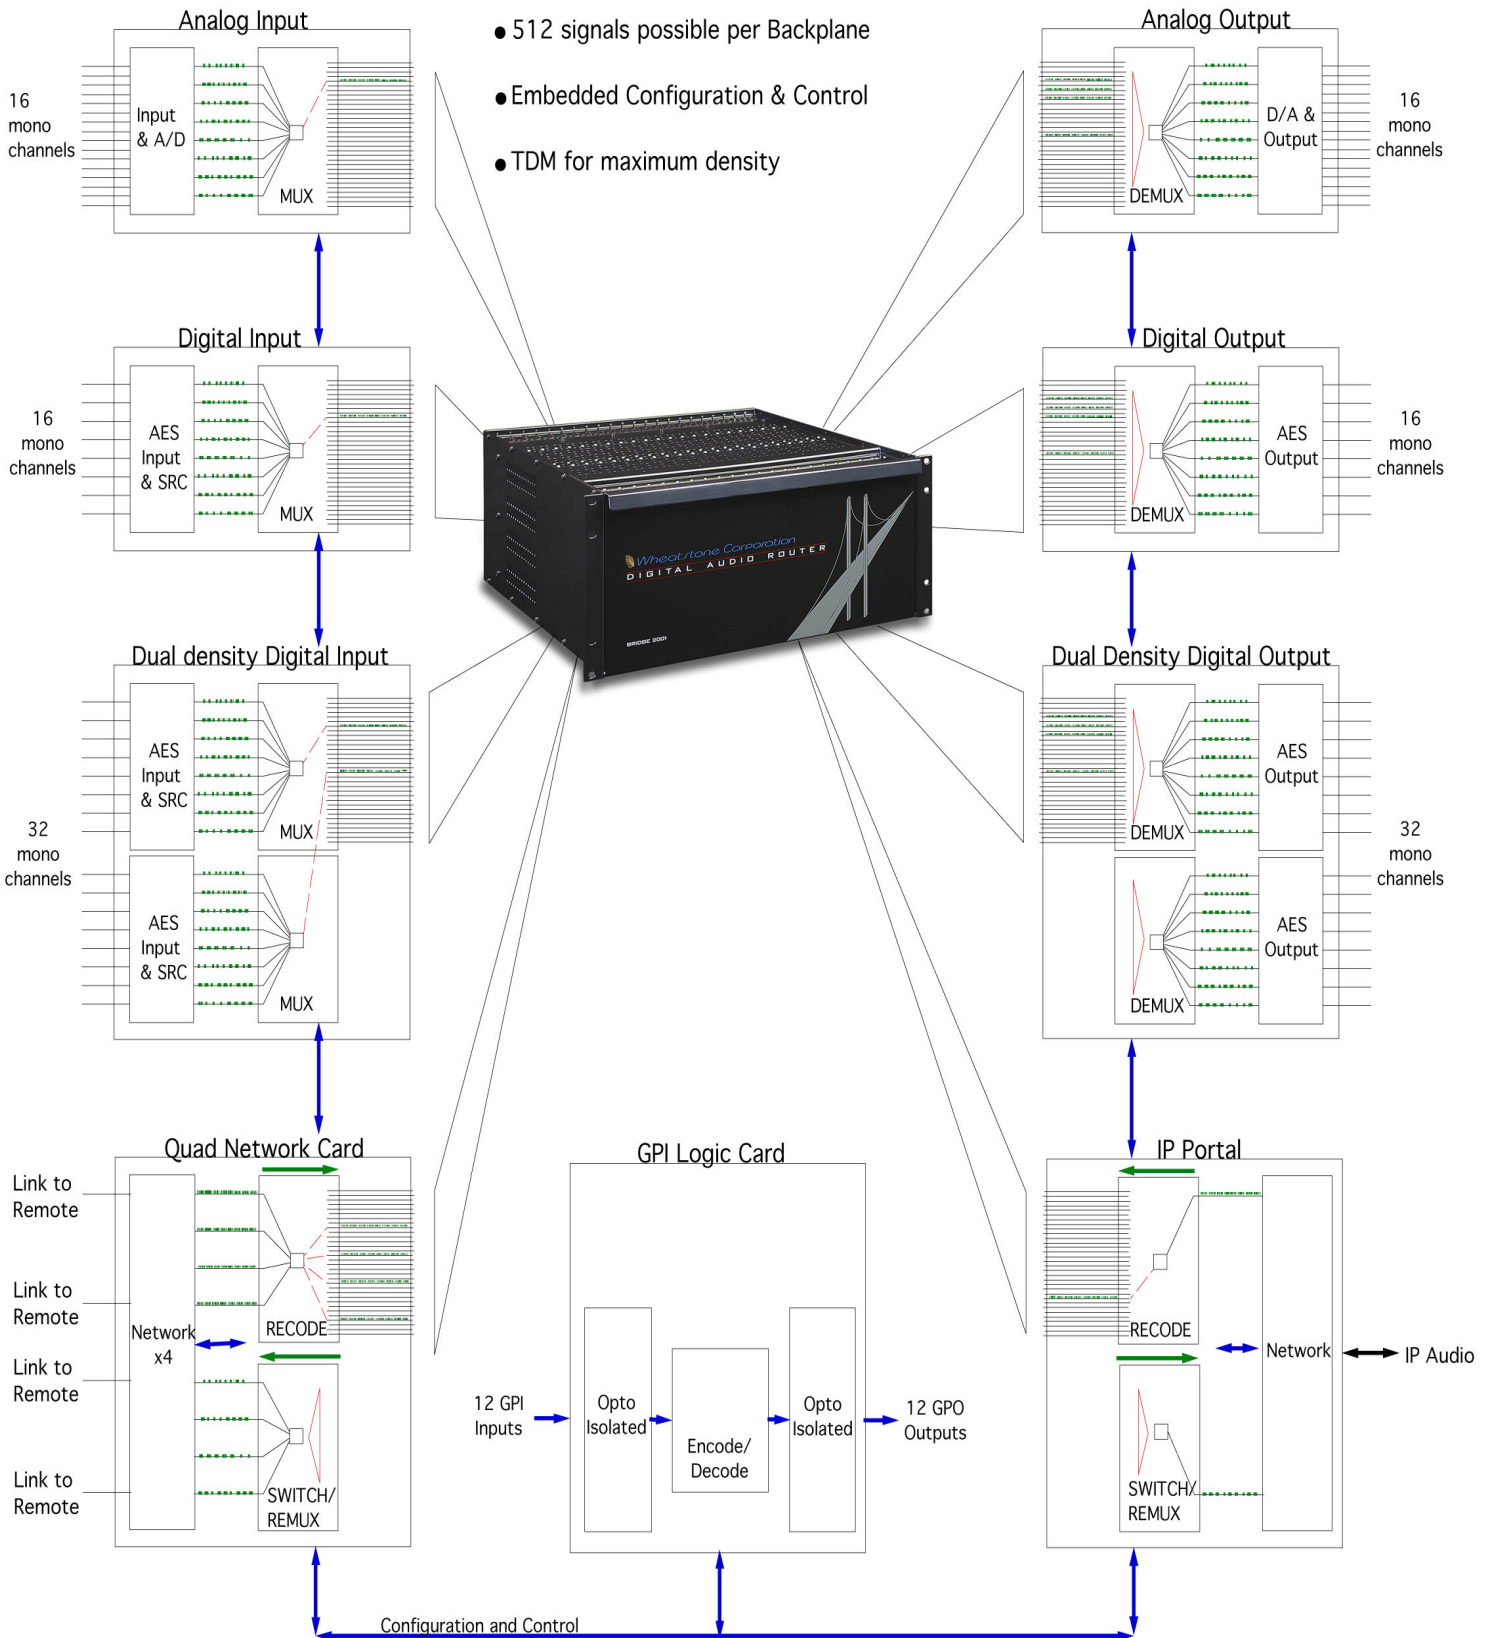 Analog Input
● 512 signals possible per Backplane
Analog Output
● Embedded Configuration & Control
● TDM for maximum density
16
mono
channels
Input
& A/D
MUX
DEMUX
D/A &
Output
16
mono
channels
Digital Input
Digital Output
16
mono
channels
AES
Input
& SRC
MUX
DEMUX
AES
Output
16
mono
channels
Wheatstone Corporation
DIGITAL AUDIO ROUTER
BRIDGE 2001
Dual density Digital Input
Dual Density Digital Output
32
mono
channels
AES
Input
& SRC
MUX
AES
Input
& SRC
MUX
DEMUX
AES
Output
DEMUX
AES
Output
32
mono
channels
Quad Network Card
GPI Logic Card
IP Portal
Link to
Remote
Link to
Remote
Link to
Remote
Link to
Remote
Network
x4
RECODE
SWITCH/
REMUX
12 GPI
Inputs
Opto
Isolated
Encode/
Decode
Opto
Isolated
12 GPO
Outputs
RECODE
SWITCH/
REMUX
Network
IP Audio
Configuration and Control